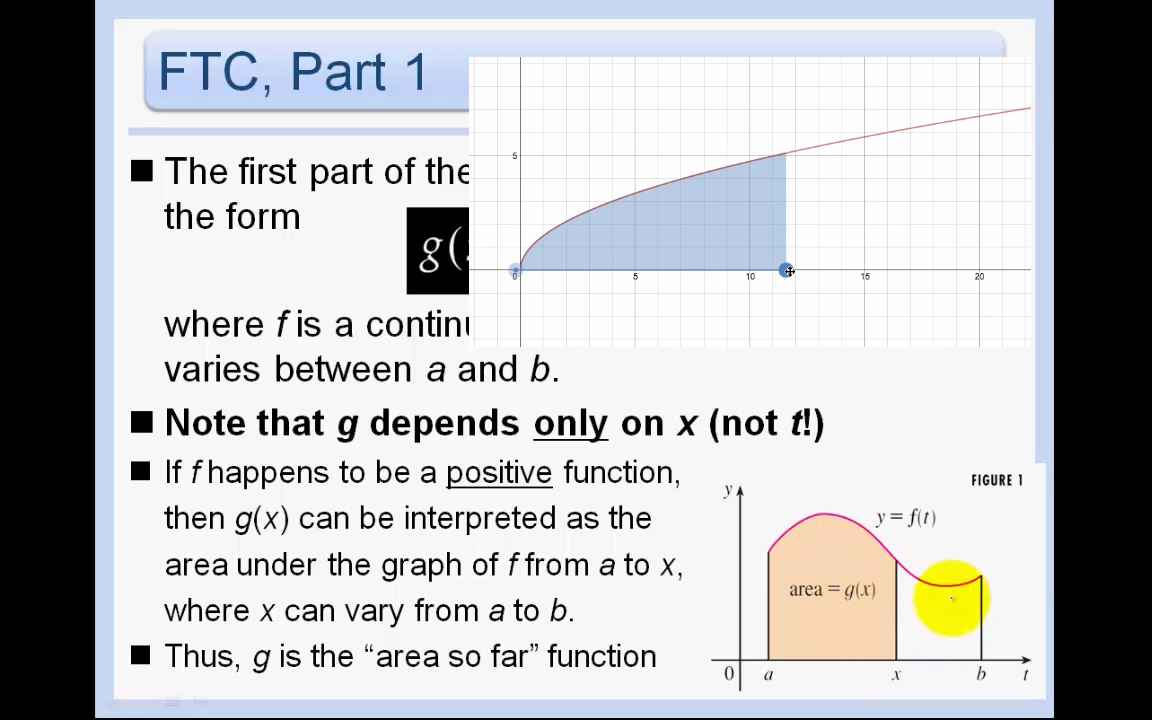 FTC, Part 1
■ The first part of the
the form
g(
where f is a contin
varies between a and b.
■ Note that g depends only on x (not t!)
■ If f happens to be a positive function,
then g(x) can be interpreted as the
area under the graph of f from a to x,
where x can vary from a to b.
■ Thus, g is the “area so far” function
5
0 5 10 15 20
FIGURE 1
y
y = f(t)
area = g(x)
0 a x b t